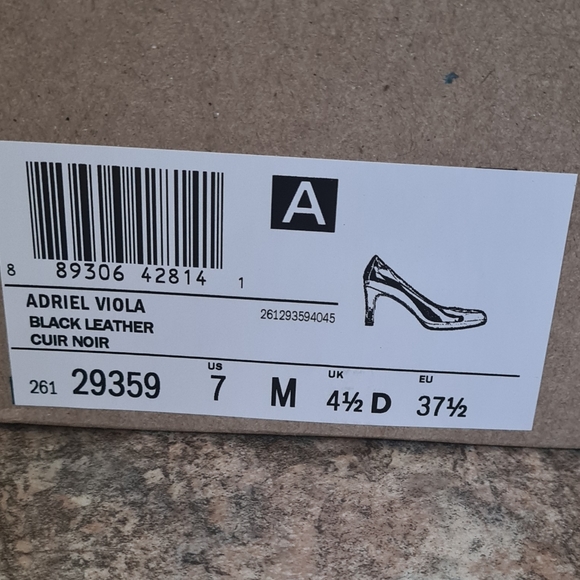 A
8 89306 42814 1
ADRIEL VIOLA
BLACK LEATHER
CUIR NOIR
261293594045
US UK EU
261 29359 7 M 4½ D 37½